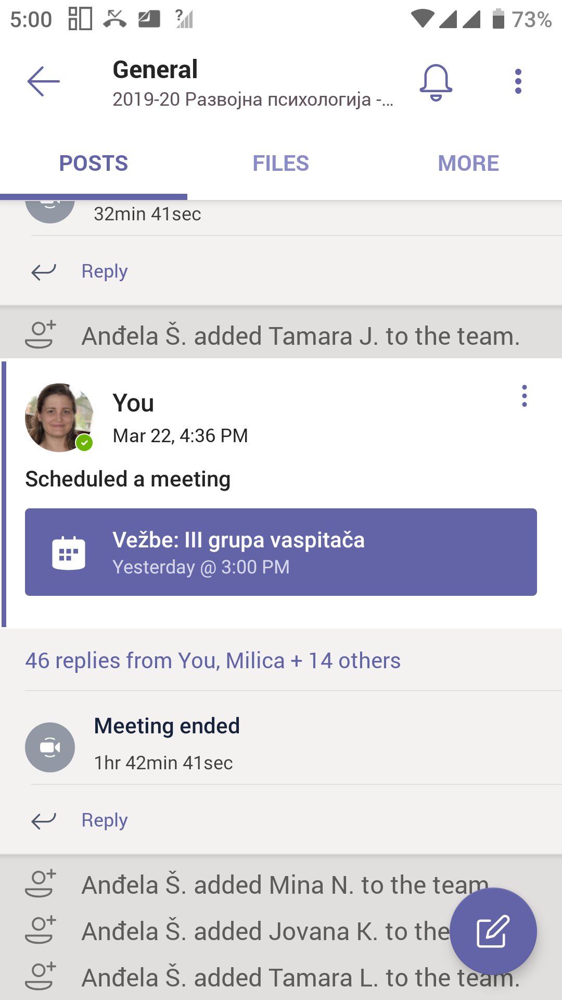 5:00
?
73%
General
2019-20 Развојна психологија -...
POSTS
FILES
MORE
32min 41sec
Reply
Anđela Š. added Tamara J. to the team.
You
Mar 22, 4:36 PM
Scheduled a meeting
Vežbe: III grupa vaspitača
Yesterday @ 3:00 PM
46 replies from You, Milica + 14 others
Meeting ended
1hr 42min 41sec
Reply
Anđela Š. added Mina N. to the team
Anđela Š. added Jovana K. to the
Anđela Š. added Tamara L. to the team.